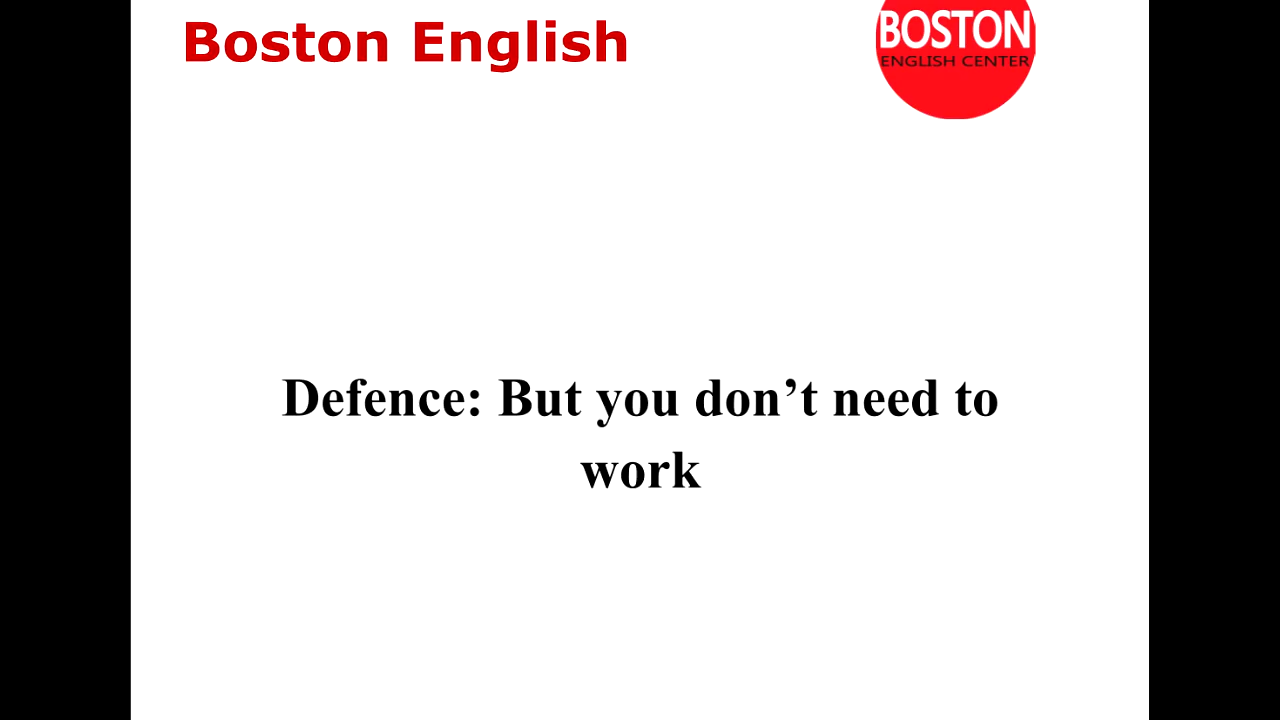 Boston English
BOSTON
ENGLISH CENTER
Defence: But you don’t need to
work